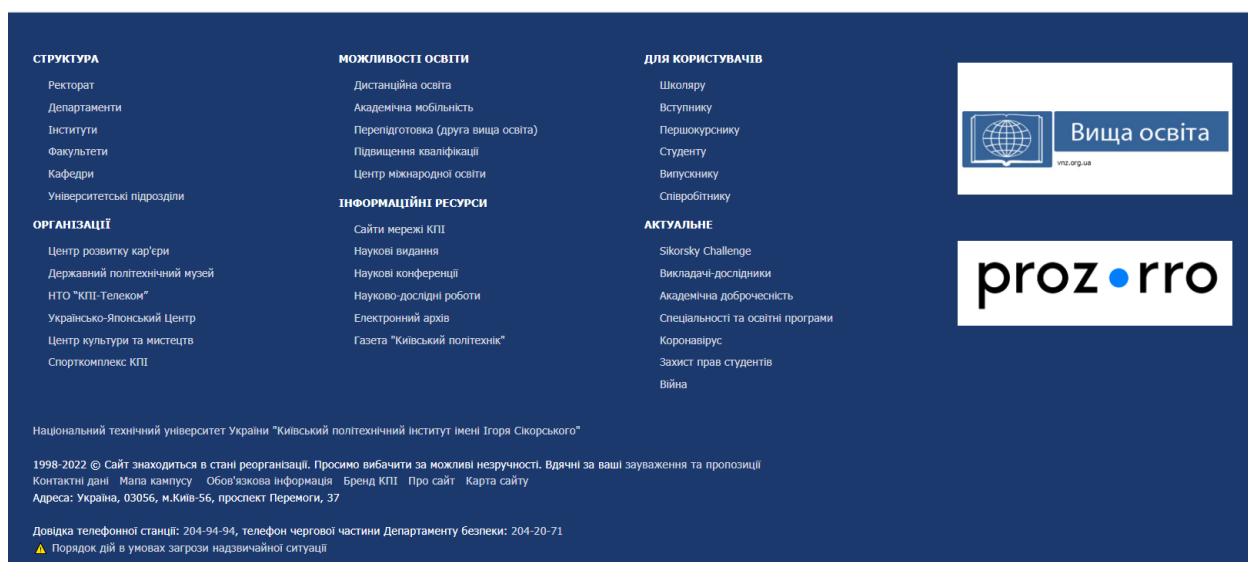 СТРУКТУРА
Ректорат
Департаменти
Інститути
Факультети
Кафедри
Університетські підрозділи
ОРГАНІЗАЦІЇ
Центр розвитку кар'єри
Державний політехнічний музей
НТО "КПІ-Телеком"
Українсько-Японський Центр
Центр культури та мистецтв
Спорткомплекс КПІ
МОЖЛИВОСТІ ОСВІТИ
Дистанційна освіта
Академічна мобільність
Перепідготовка (друга вища освіта)
Підвищення кваліфікації
Центр міжнародної освіти
ІНФОРМАЦІЙНІ РЕСУРСИ
Сайти мережі КПІ
Наукові видання
Наукові конференції
Науково-дослідні роботи
Електронний архів
Газета "Київський політехнік"
ДЛЯ КОРИСТУВАЧІВ
Школяру
Вступнику
Першокурснику
Студенту
Випускнику
Співробітнику
АКТУАЛЬНЕ
Sikorsky Challenge
Викладачі-дослідники
Академічна доброчесність
Спеціальності та освітні програми
Коронавірус
Захист прав студентів
Війна
Вища освіта
vnz.org.ua
prozorro
Національний технічний університет України "Київський політехнічний інститут імені Ігоря Сікорського"
1998-2022 © Сайт знаходиться в стані реорганізації. Просимо вибачити за можливі незручності. Вдячні за ваші зауваження та пропозиції
Контактні дані Мапа кампусу Обов'язкова інформація Бренд КПІ Про сайт Карта сайту
Адреса: Україна, 03056, м.Київ-56, проспект Перемоги, 37
Довідка телефонної станції: 204-94-94, телефон чергової частини Департаменту безпеки: 204-20-71
Порядок дій в умовах загрози надзвичайної ситуації